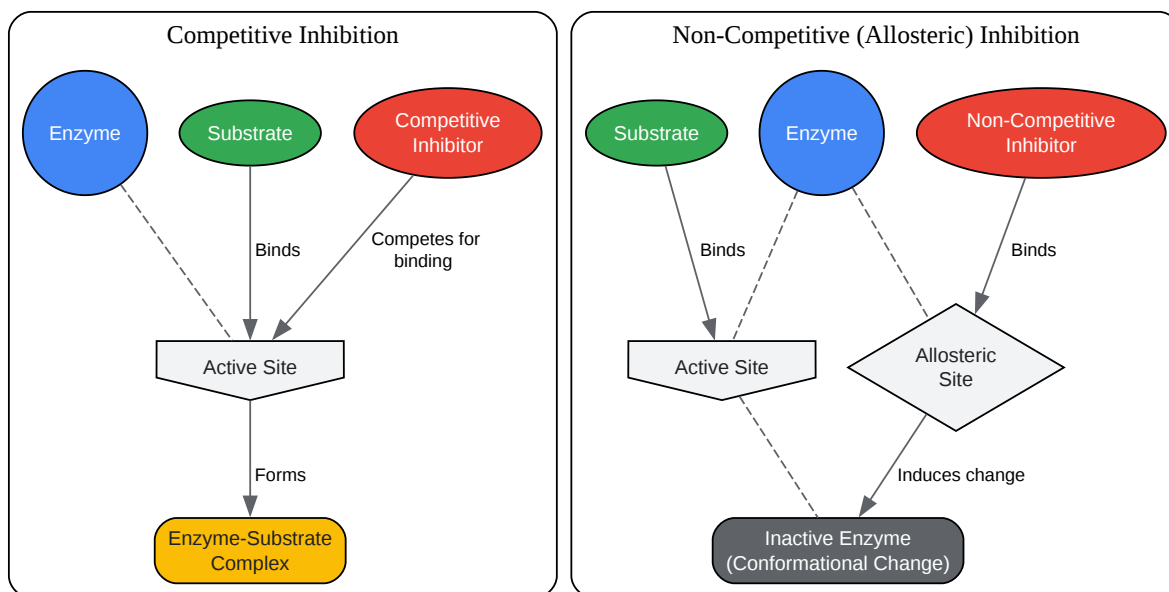 Competitive Inhibition
Enzyme
Substrate
Competitive
Inhibitor
Binds
Competes for
binding
Active Site
Forms
Enzyme-Substrate
Complex
Non-Competitive (Allosteric) Inhibition
Substrate
Enzyme
Non-Competitive
Inhibitor
Binds
Binds
Active Site
Allosteric
Site
Induces change
Inactive Enzyme
(Conformational Change)